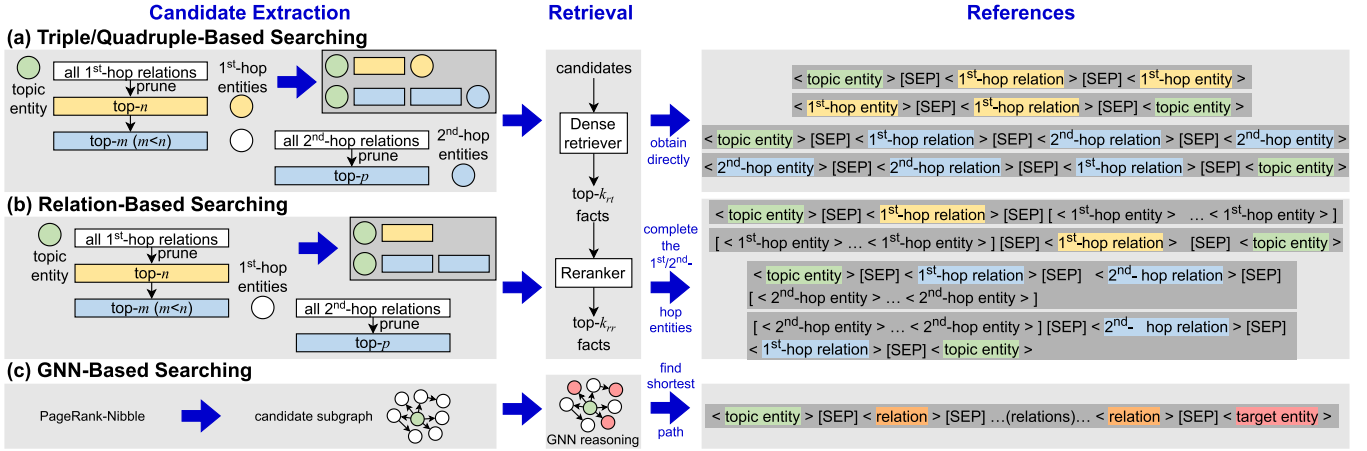 Candidate Extraction
Retrieval
References
(a) Triple/Quadruple-Based Searching
topic
entity
all 1st-hop relations
prune
top-n
top-m (m<n)
1st-hop
entities
all 2nd-hop relations
prune
top-p
2nd-hop
entities
candidates
Dense
retriever
top-krt
facts
Reranker
top-krr
facts
obtain
directly
< topic entity > [SEP] < 1st-hop relation > [SEP] < 1st-hop entity >
< 1st-hop entity > [SEP] < 1st-hop relation > [SEP] < topic entity >
< topic entity > [SEP] < 1st-hop relation > < 2nd-hop relation > [SEP] < 2nd-hop entity >
< 2nd-hop entity > [SEP] < 2nd-hop relation > [SEP] < 1st-hop relation > [SEP] < topic entity >
(b) Relation-Based Searching
topic
entity
all 1st-hop relations
prune
top-n
top-m (m<n)
1st-hop
entities
all 2nd-hop relations
prune
top-p
complete
the
1st/2nd-
hop
entities
< topic entity > [SEP] < 1st-hop relation > [SEP] [ < 1st-hop entity > … < 1st-hop entity > ]
[ < 1st-hop entity > … < 1st-hop entity > ] [SEP] < 1st-hop relation > [SEP] < topic entity >
< topic entity > [SEP] < 1st-hop relation > [SEP] < 2nd- hop relation > [SEP]
[ < 2nd-hop entity > … < 2nd-hop entity > ]
[ < 2nd-hop entity > … < 2nd-hop entity > ] [SEP] < 2nd- hop relation > [SEP]
< 1st-hop relation > [SEP] < topic entity >
(c) GNN-Based Searching
PageRank-Nibble
candidate subgraph
GNN reasoning
find
shortest
path
< topic entity > [SEP] < relation > [SEP] …(relations)… < relation > [SEP] < target entity >